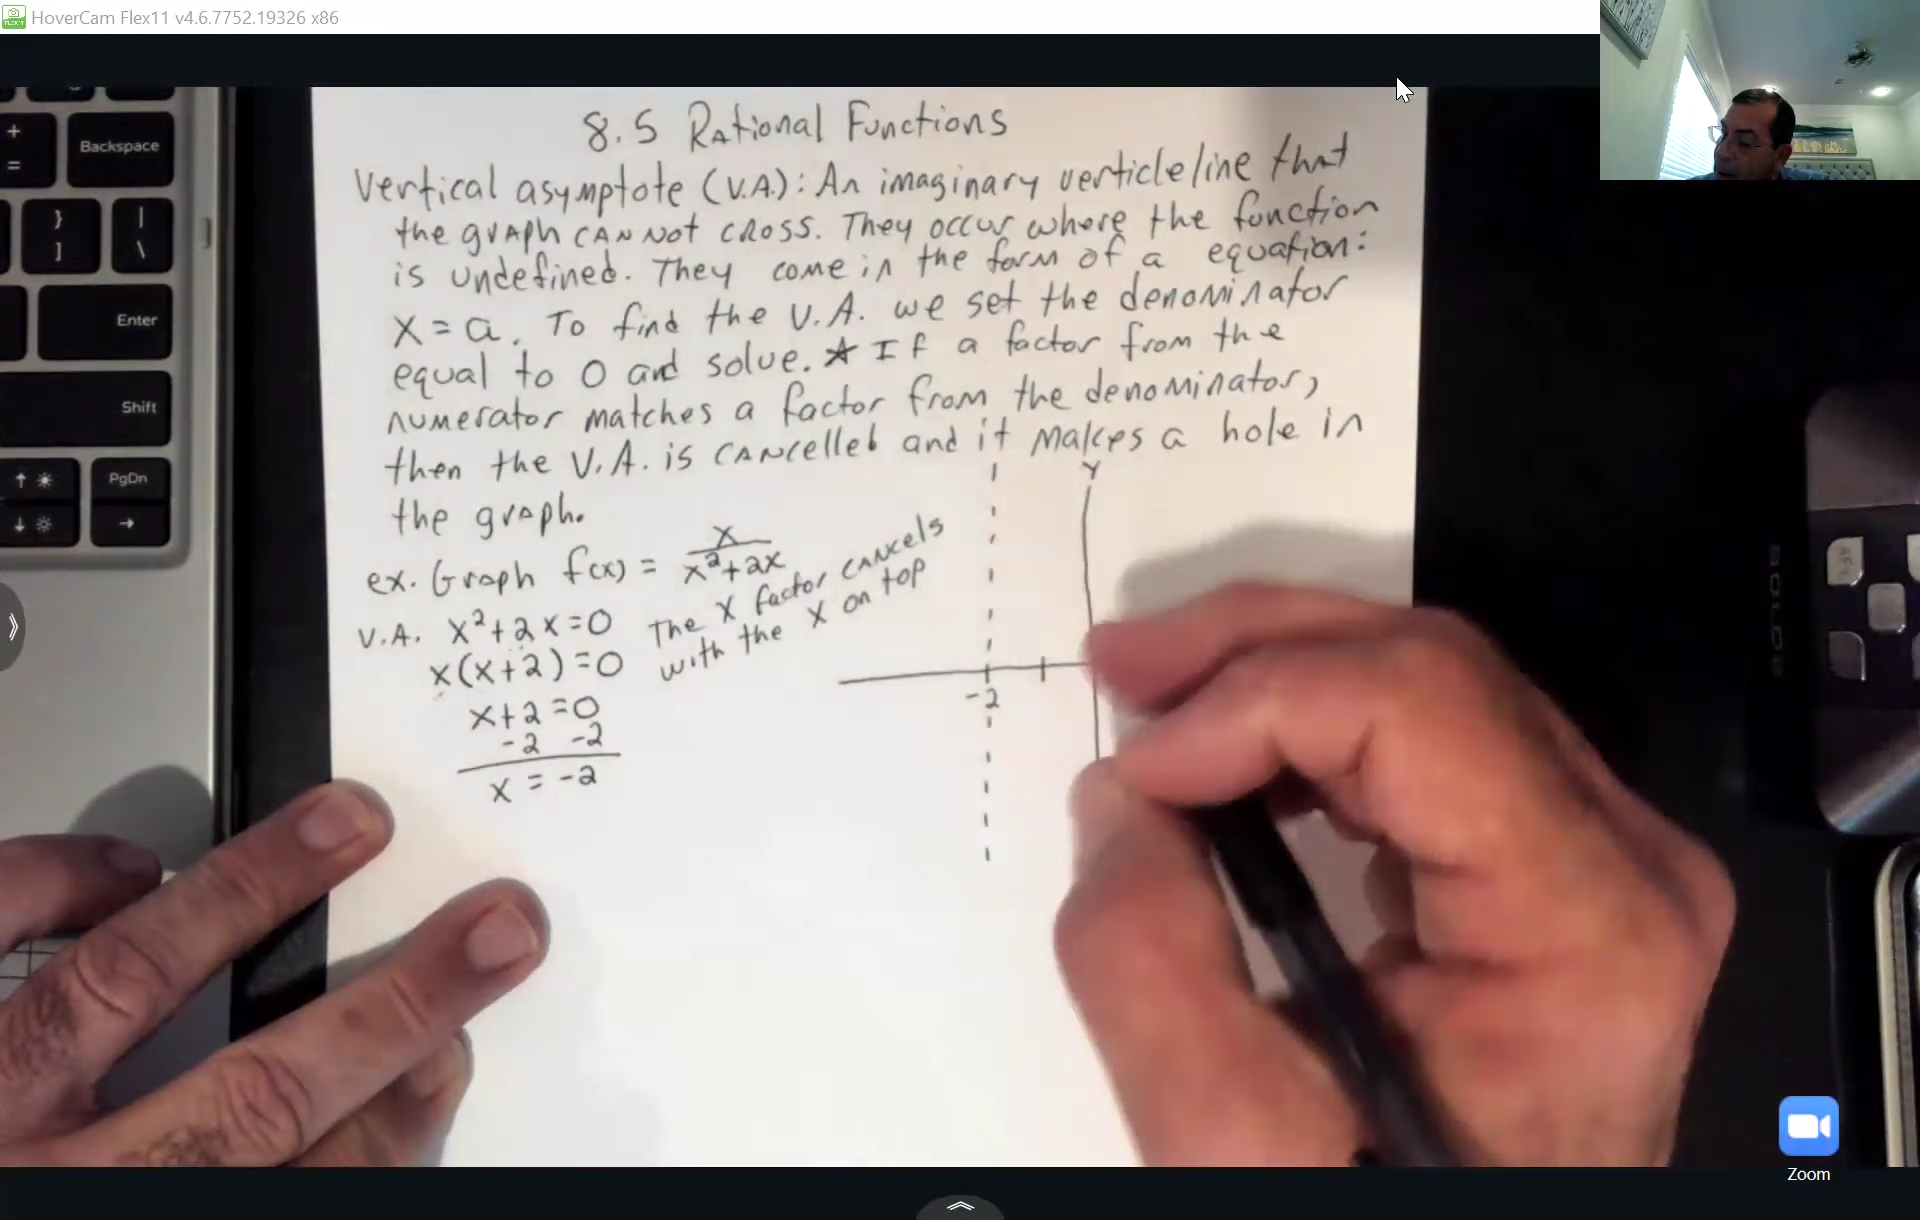 HoverCam Flex11 v4.6.7752.19326 x86
8.5 Rational Functions
Vertical asymptote (V.A.): An imaginary verticle line that
the graph cannot cross. They occur where the function
is undefined. They come in the form of a equation:
x = a. To find the V.A. we set the denominator
equal to 0 and solve. ★ If a factor from the
numerator matches a factor from the denominator,
then the V.A. is cancelled and it makes a hole in
the graph.
ex. Graph f(x) = x / x²+2x
V.A. x²+2x=0
x(x+2)=0
x+2=0
-2 -2
x = -2
The x factor cancels
with the x on top
y
-2
+
=
Backspace
}
]
|
\
Enter
Shift
PgDn
↑
↓
→
Zoom